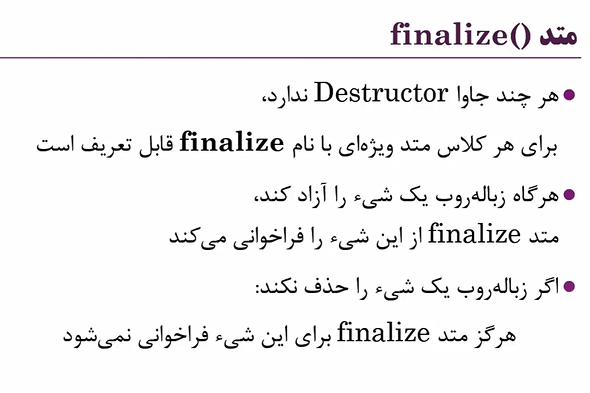 متد finalize()
هر چند جاوا Destructor ندارد،
برای هر کلاس متد ویژه‌ای با نام finalize قابل تعریف است
هرگاه زباله‌روب یک شیء را آزاد کند،
متد finalize از این شیء را فراخوانی می‌کند
اگر زباله‌روب یک شیء را حذف نکند:
هرگز متد finalize برای این شیء فراخوانی نمی‌شود